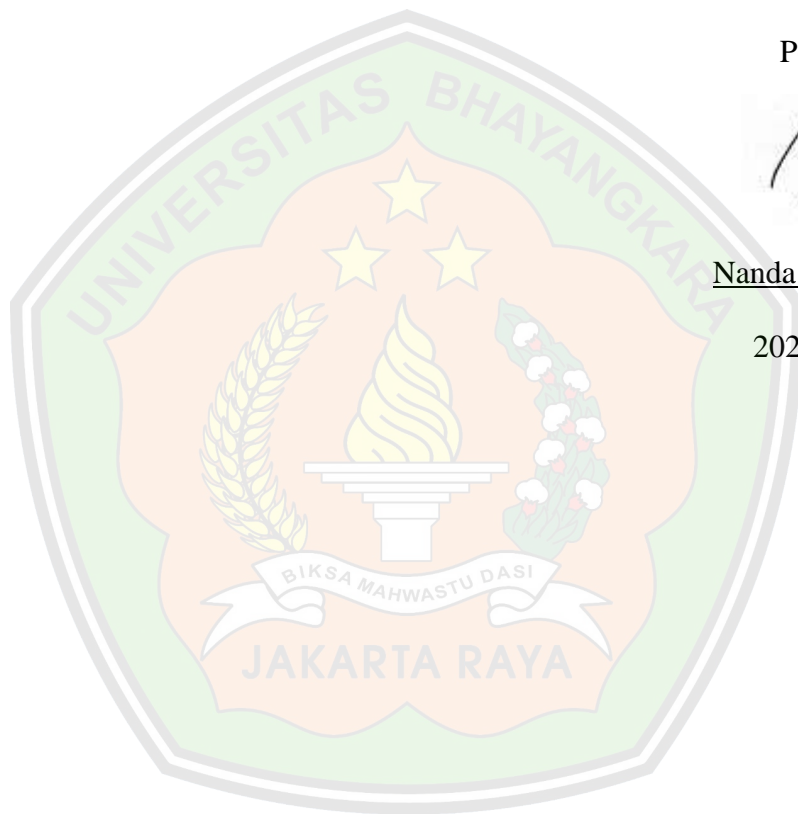 P
UNIVERSITAS BHAYANGKARA
Nanda
202
BIKSA MAHWASTU DASI
JAKARTA RAYA